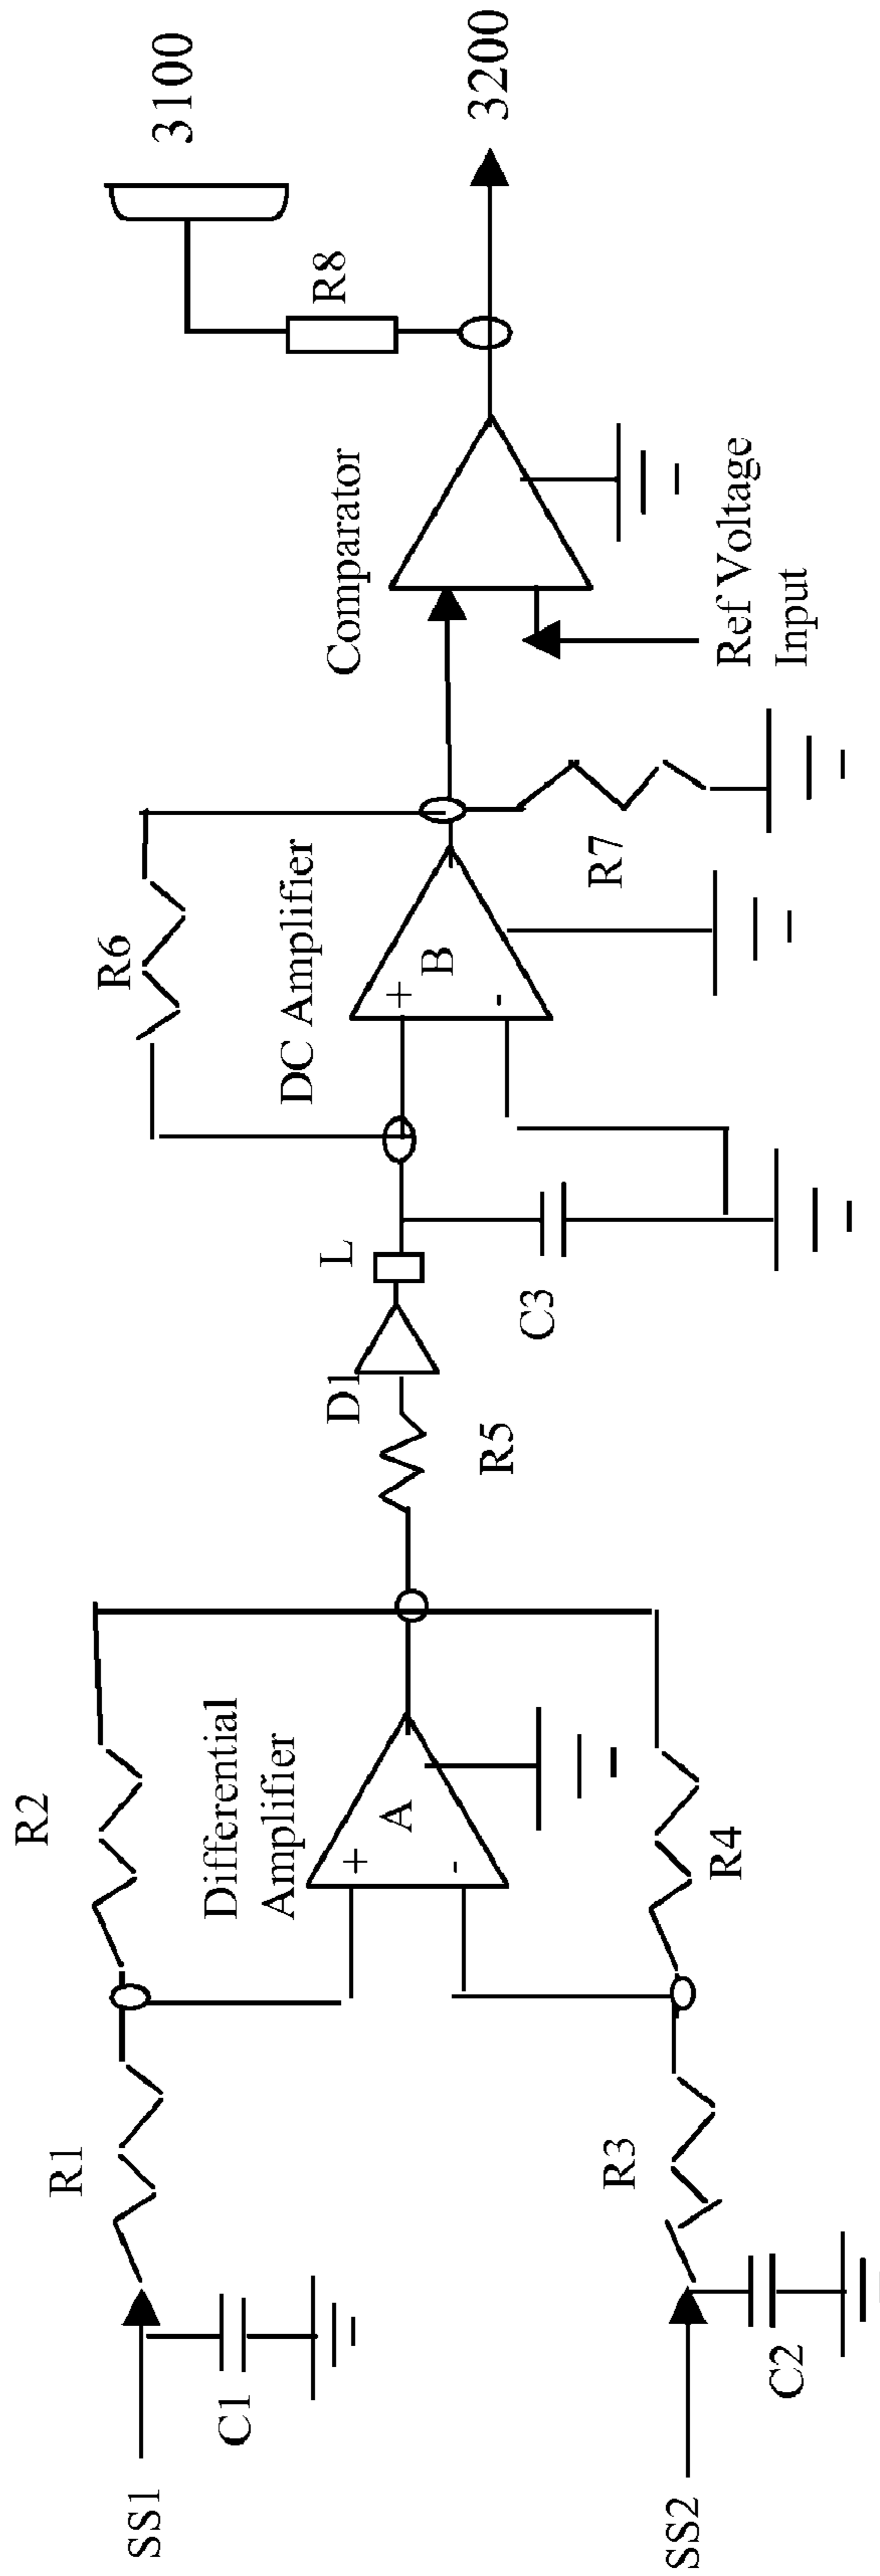 SS1
C1
R1
R2
Differential
Amplifier
+
A
-
SS2
C2
R3
R4
R5
D1
L
C3
R6
DC Amplifier
+
B
-
R7
Comparator
Ref Voltage
Input
R8
3100
3200